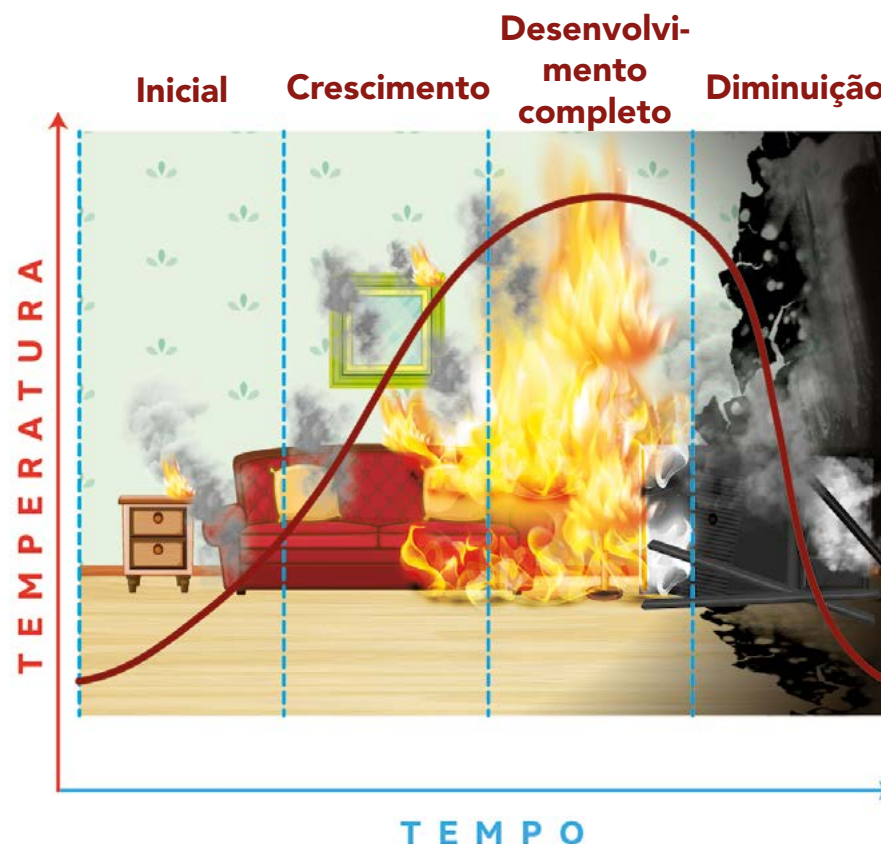 Inicial
Crescimento
Desenvolvi-
mento
completo
Diminuição
TEMPERATURA
TEMPO